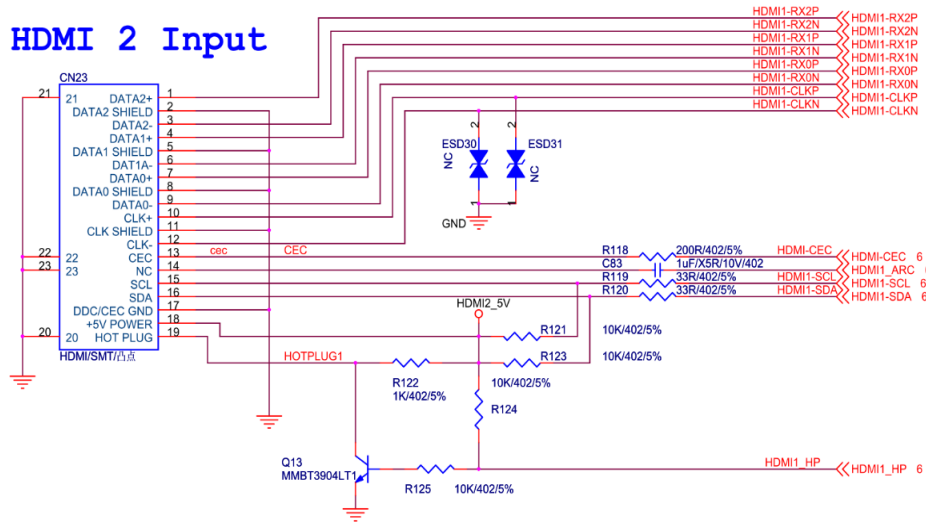 HDMI 2 Input
CN23
21 21 DATA2+ 1
DATA2 SHIELD 2
DATA2- 3
DATA1+ 4
DATA1 SHIELD 5
DAT1A- 6
DATA0+ 7
DATA0 SHIELD 8
DATA0- 9
CLK+ 10
CLK SHIELD 11
CLK- 12
22 22 CEC 13
23 23 NC 14
SCL 15
SDA 16
DDC/CEC GND 17
+5V POWER 18
20 20 HOT PLUG 19
HDMI/SMT/凸点
HDMI1-RX2P HDMI1-RX2P
HDMI1-RX2N HDMI1-RX2N
HDMI1-RX1P HDMI1-RX1P
HDMI1-RX1N HDMI1-RX1N
HDMI1-RX0P HDMI1-RX0P
HDMI1-RX0N HDMI1-RX0N
HDMI1-CLKP HDMI1-CLKP
HDMI1-CLKN HDMI1-CLKN
2 2
ESD30 ESD31
NC NC
1 1
GND
cec CEC R118 200R/402/5% HDMI-CEC HDMI-CEC 6
C83 1uF/X5R/10V/402 HDMI1_ARC 6
R119 33R/402/5% HDMI1-SCL HDMI1-SCL 6
R120 33R/402/5% HDMI1-SDA HDMI1-SDA 6
HDMI2_5V
R121 10K/402/5%
HOTPLUG1 R123 10K/402/5%
R122 10K/402/5%
1K/402/5%
R124
Q13
MMBT3904LT1
R125 10K/402/5%
HDMI1_HP HDMI1_HP 6